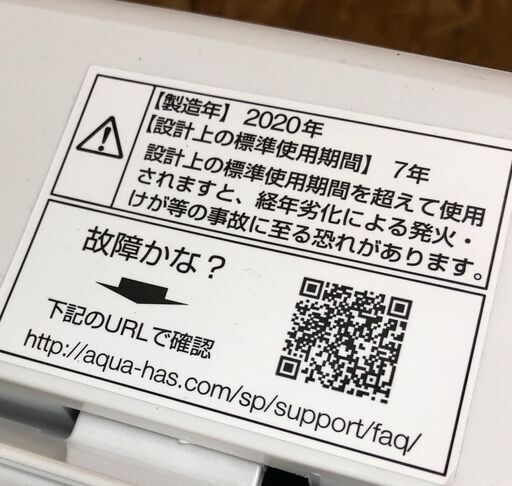 【製造年】 2020年
【設計上の標準使用期間】 7年
設計上の標準使用期間を超えて使用
されますと、経年劣化による発火・
けが等の事故に至る恐れがあります。
故障かな？
下記のURLで確認
http://aqua-has.com/sp/support/faq/